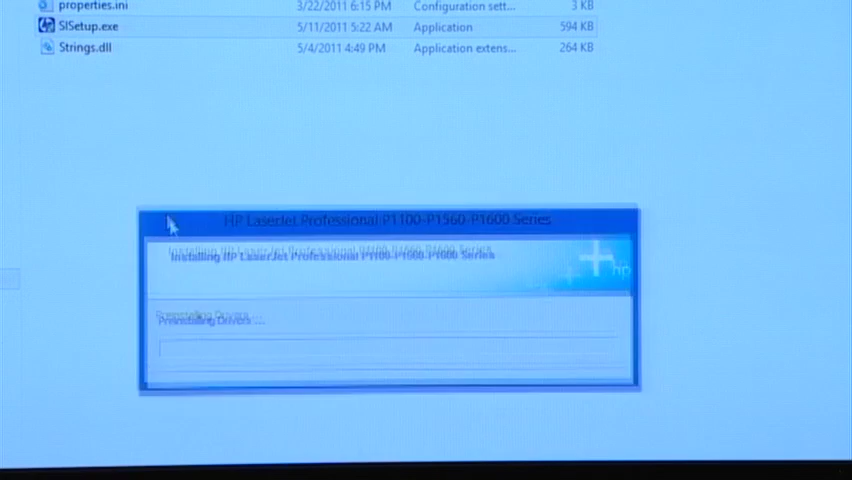 properties.ini 3/22/2011 6:15 PM Configuration sett... 3 KB
SISetup.exe 5/11/2011 5:22 AM Application 594 KB
Strings.dll 5/4/2011 4:49 PM Application extens... 264 KB
HP LaserJet Professional P1100-P1560-P1600 Series
Installing HP LaserJet Professional P1100-P1560-P1600 Series
hp
Preinstalling Drivers ...